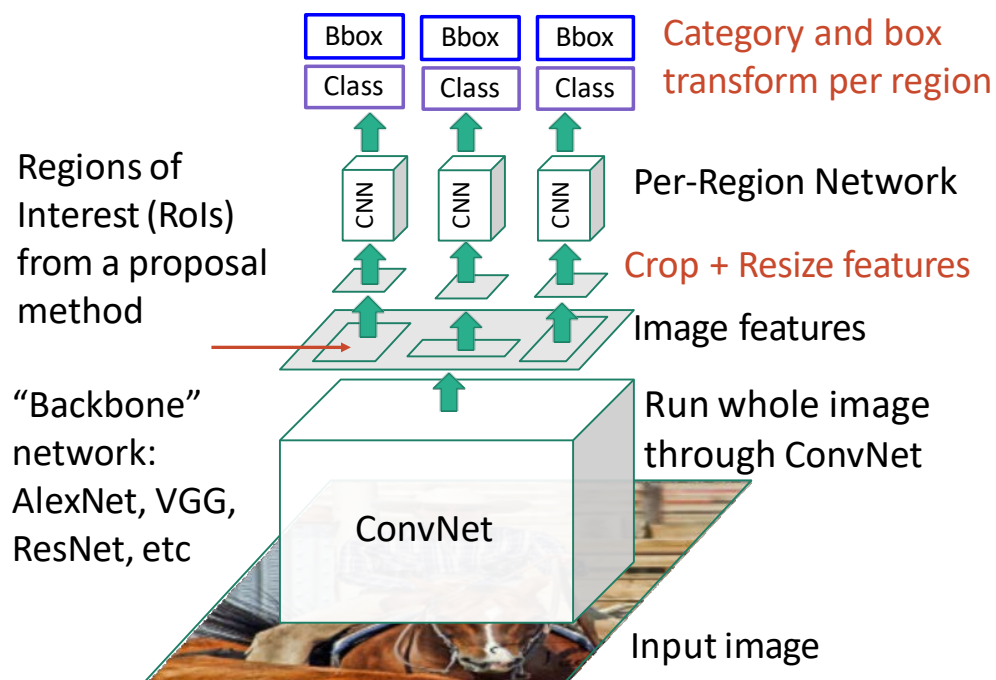 Bbox Bbox Bbox
Class Class Class
Category and box
transform per region
Regions of
Interest (RoIs)
from a proposal
method
CNN CNN CNN
Per-Region Network
Crop + Resize features
Image features
“Backbone”
network:
AlexNet, VGG,
ResNet, etc
Run whole image
through ConvNet
ConvNet
Input image